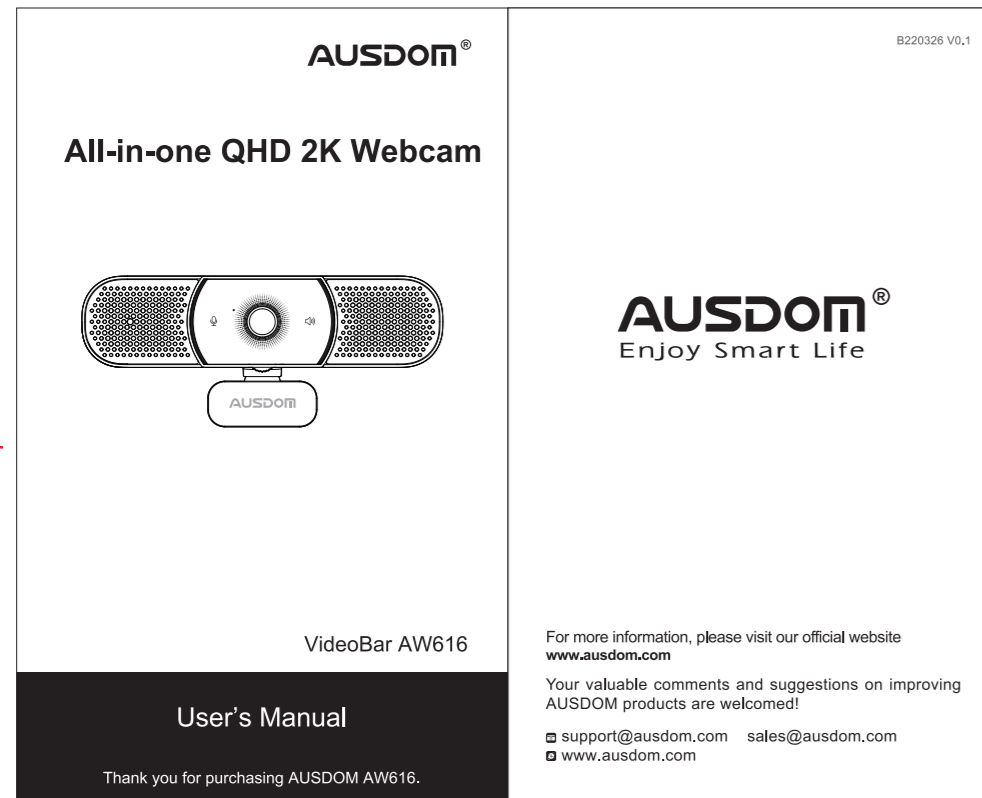 AUSDOM®
All-in-one QHD 2K Webcam
AUSDOM
VideoBar AW616
User's Manual
Thank you for purchasing AUSDOM AW616.
B220326 V0.1
AUSDOM®
Enjoy Smart Life
For more information, please visit our official website
www.ausdom.com
Your valuable comments and suggestions on improving
AUSDOM products are welcomed!
support@ausdom.com sales@ausdom.com
www.ausdom.com